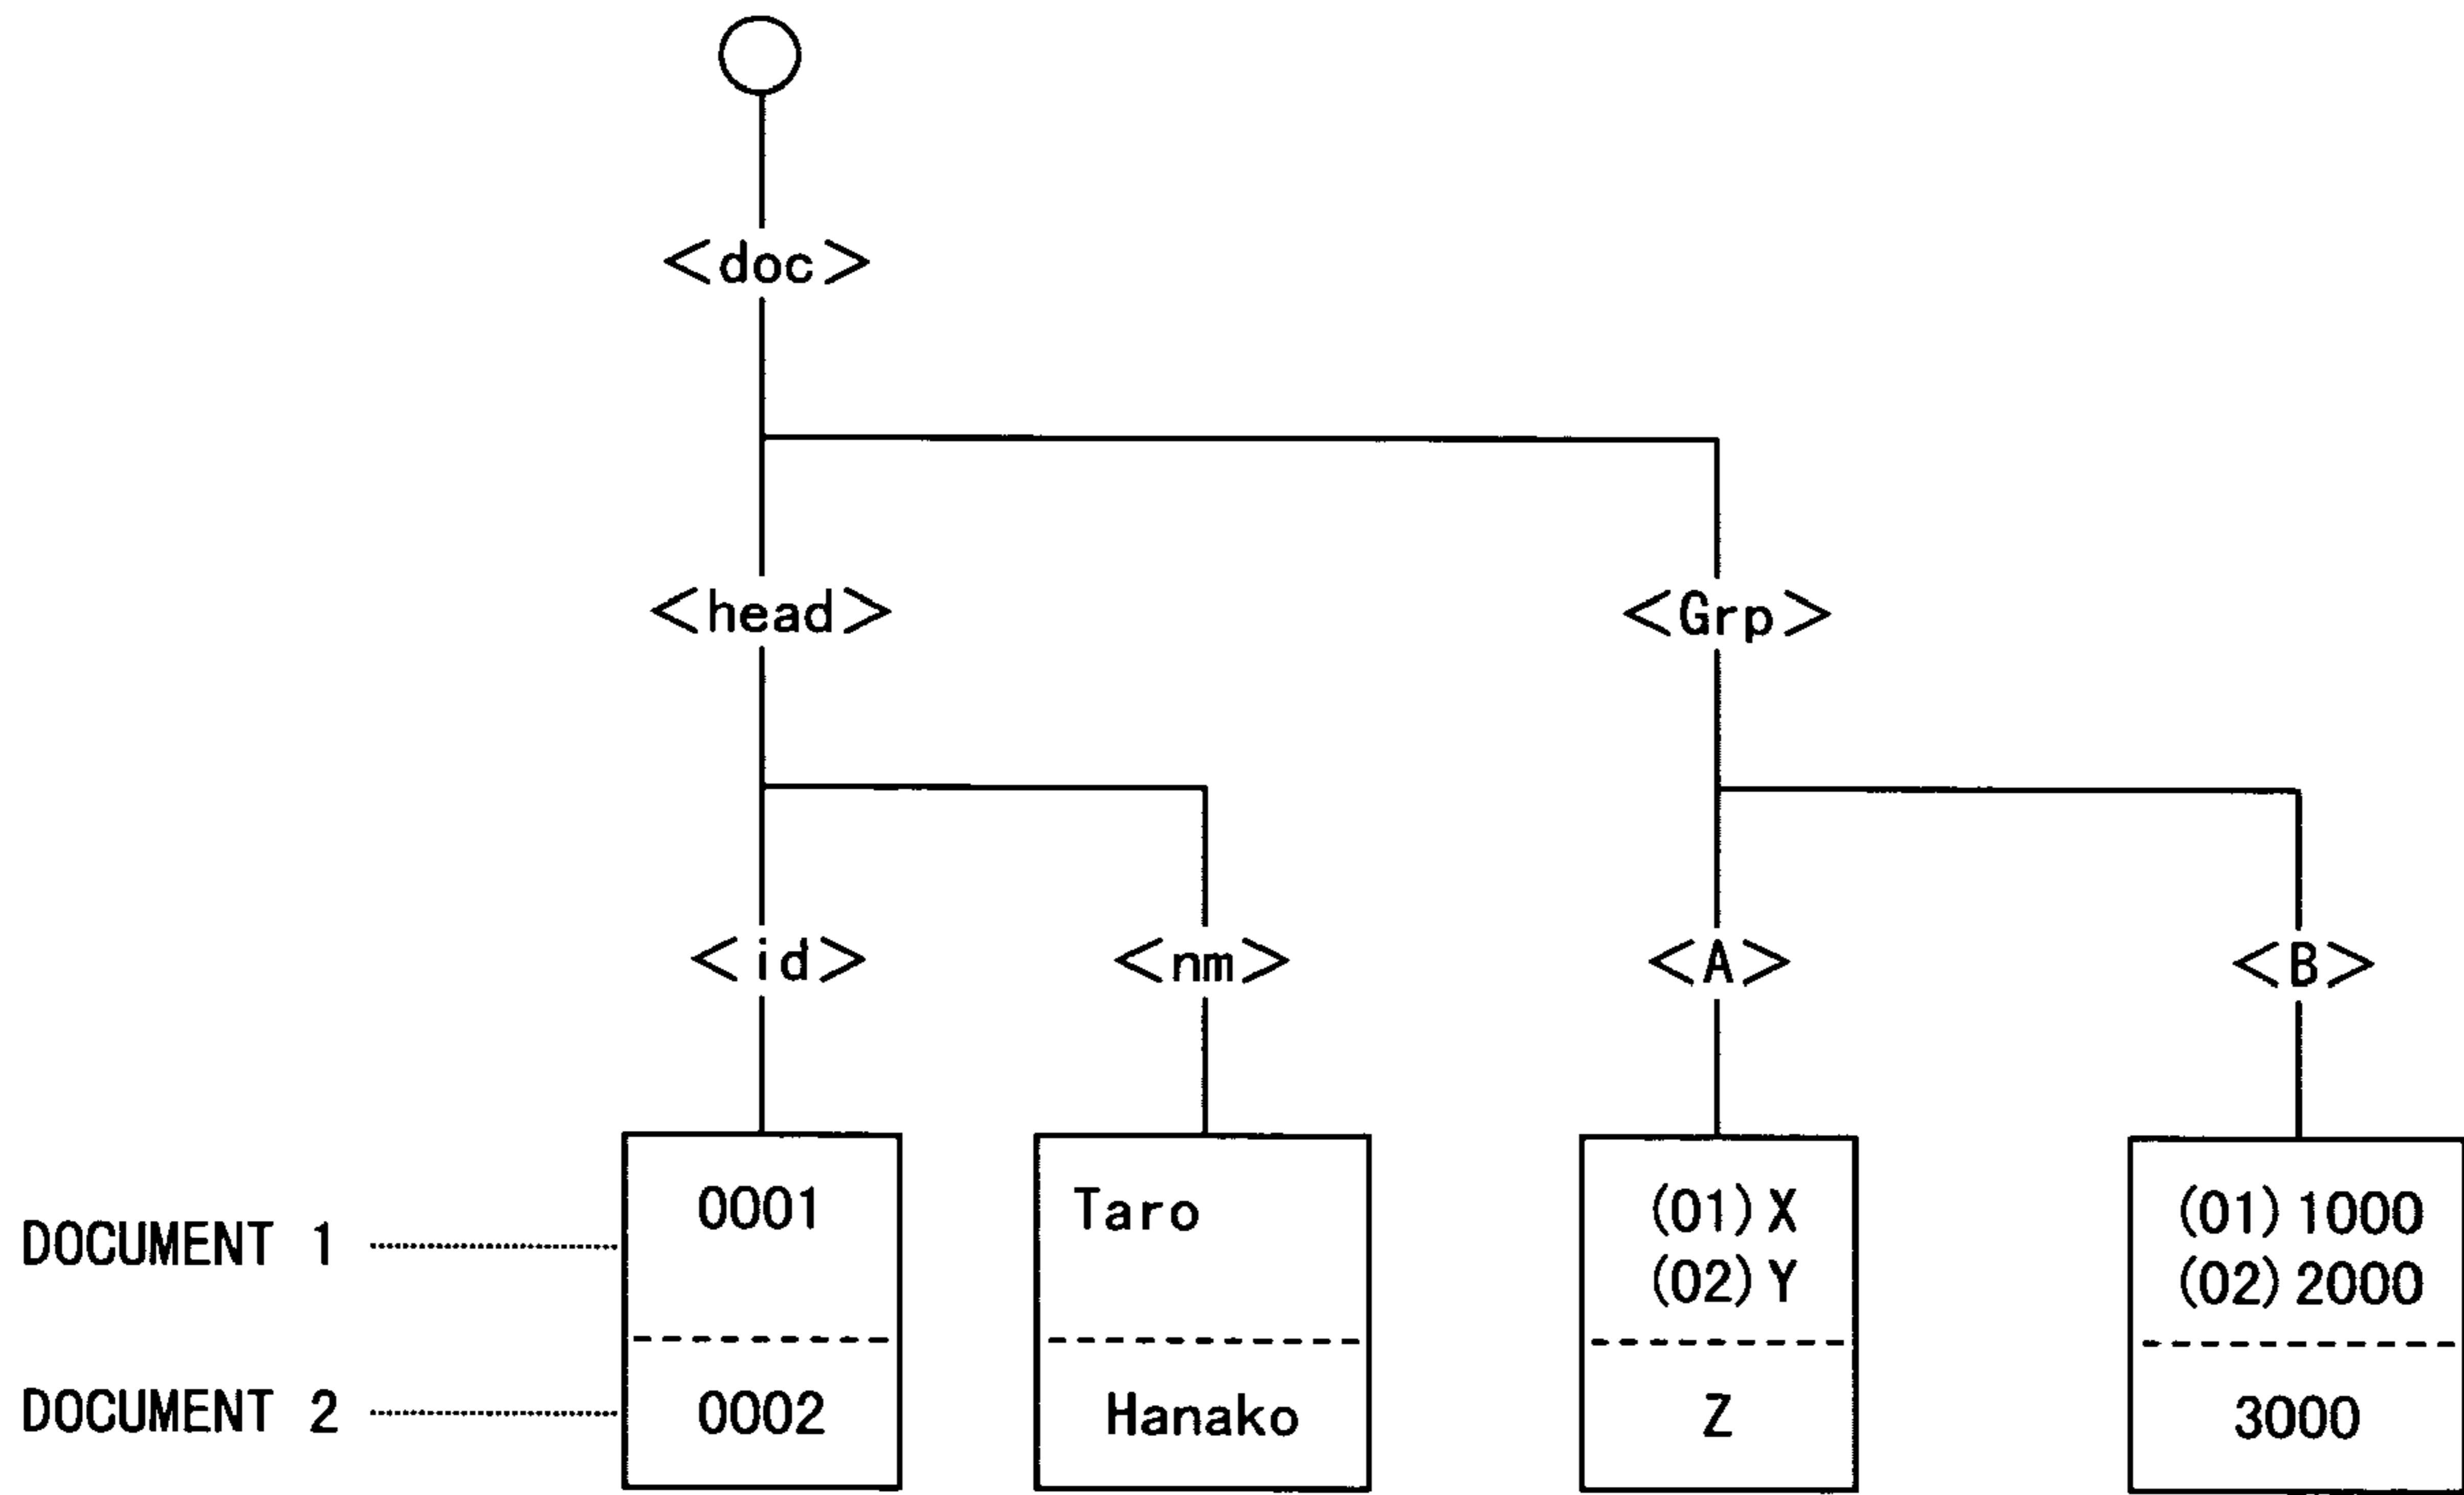 <doc>
<head> <Grp>
<id> <nm> <A> <B>
DOCUMENT 1 0001 Taro (01)X (01)1000
(02)Y (02)2000
DOCUMENT 2 0002 Hanako Z 3000